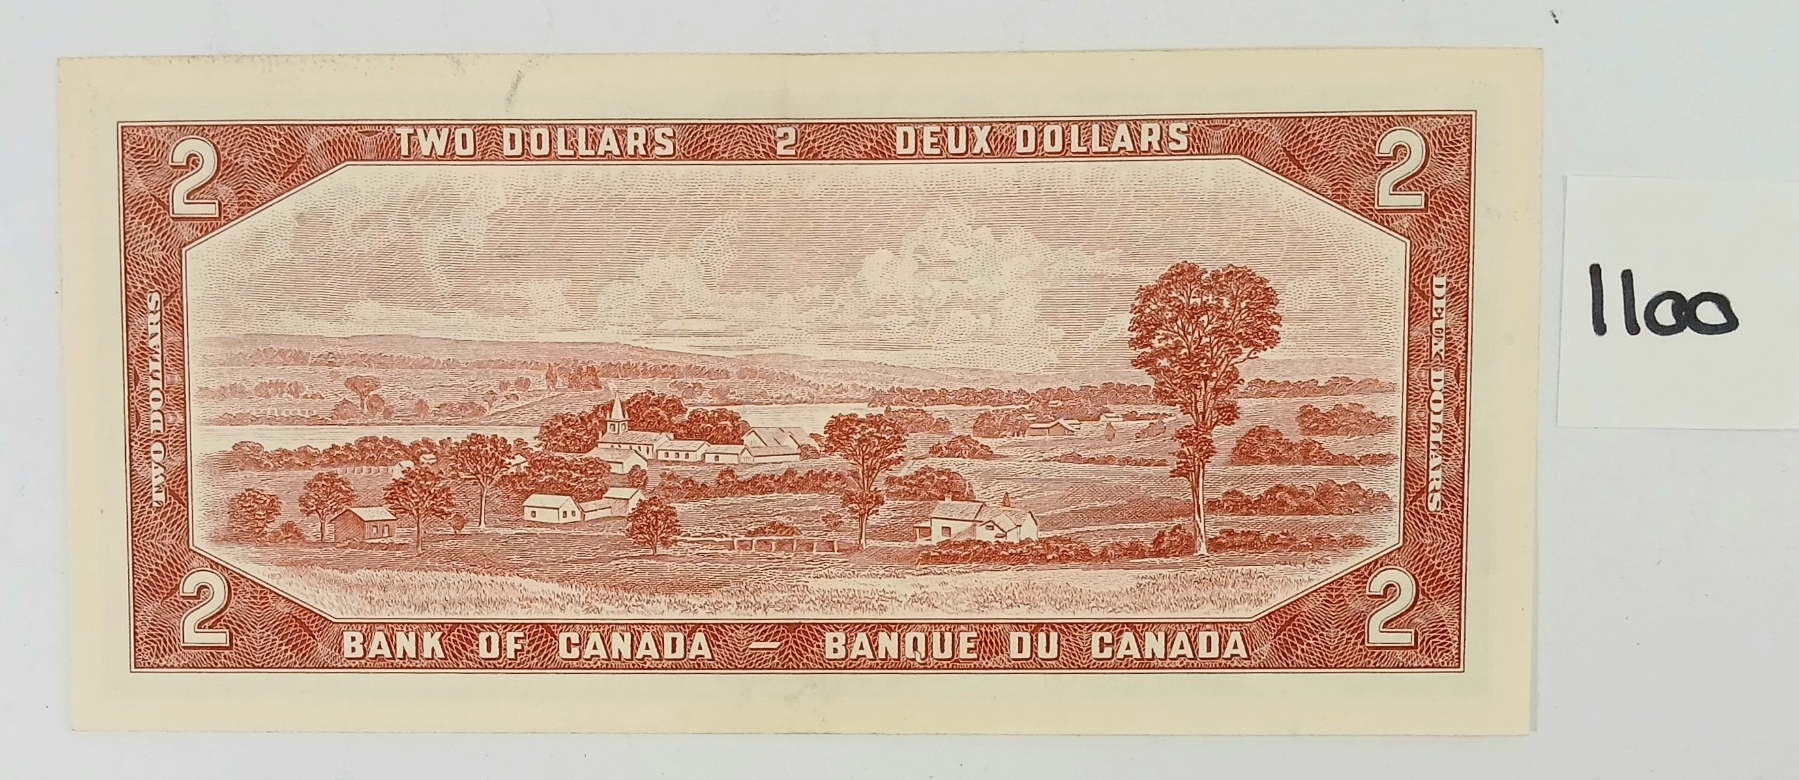 2 TWO DOLLARS 2 DEUX DOLLARS 2
TWO DOLLARS
DEUX DOLLARS
1100
2 BANK OF CANADA — BANQUE DU CANADA 2